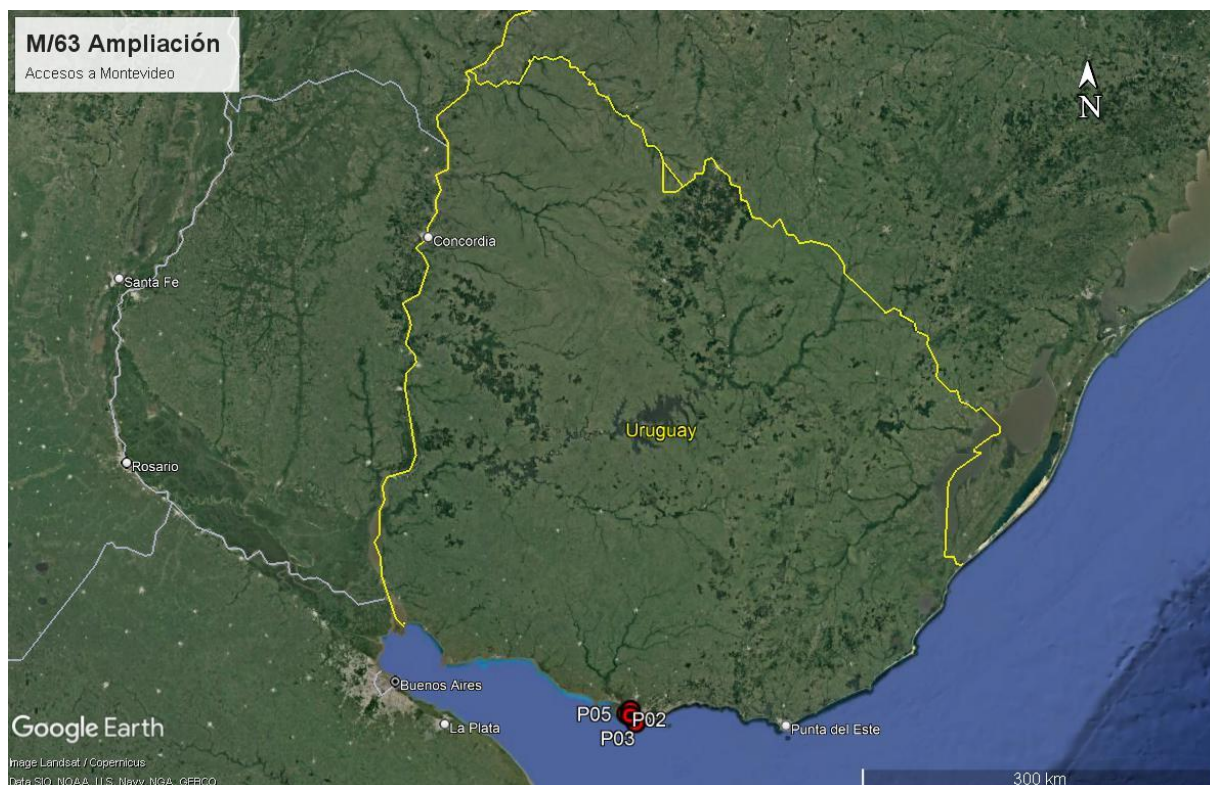 M/63 Ampliación
Accesos a Montevideo
N
Concordia
Santa Fe
Uruguay
Rosario
Buenos Aires
P05
P02
La Plata
Punta del Este
P03
Google Earth
Image Landsat / Copernicus
Data SIO, NOAA, U.S. Navy, NGA, GEBCO
300 km